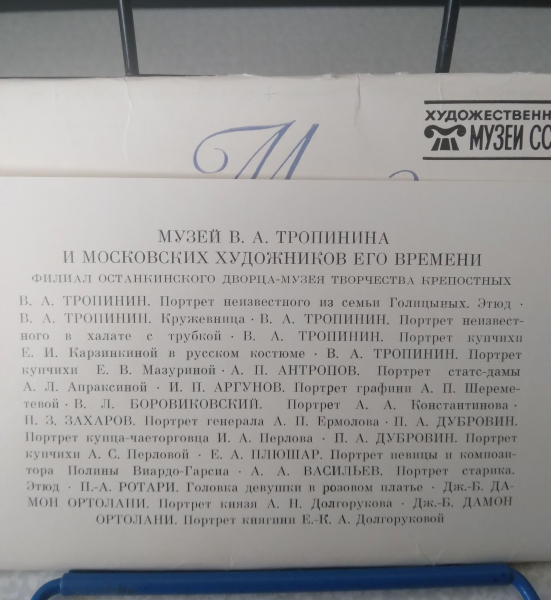 ХУДОЖЕСТВЕНН
МУЗЕИ СС
МУЗЕЙ В. А. ТРОПИНИНА
И МОСКОВСКИХ ХУДОЖНИКОВ ЕГО ВРЕМЕНИ
ФИЛИАЛ ОСТАНКИНСКОГО ДВОРЦА-МУЗЕЯ ТВОРЧЕСТВА КРЕПОСТНЫХ
В. А. ТРОПИНИН. Портрет неизвестного из семьи Голицыных. Этюд ·
В. А. ТРОПИНИН. Кружевница · В. А. ТРОПИНИН. Портрет неизвест-
ного в халате с трубкой · В. А. ТРОПИНИН. Портрет купчихи
Е. И. Карзинкиной в русском костюме · В. А. ТРОПИНИН. Портрет
купчихи Е. В. Мазуриной · А. П. АНТРОПОВ. Портрет статс-дамы
А. Л. Апраксиной · И. П. АРГУНОВ. Портрет графини А. П. Шереме-
тевой · В. Л. БОРОВИКОВСКИЙ. Портрет А. А. Константинова ·
П. З. ЗАХАРОВ. Портрет генерала А. П. Ермолова · П. А. ДУБРОВИН.
Портрет купца-чаеторговца И. А. Перлова · П. А. ДУБРОВИН. Портрет
купчихи А. С. Перловой · Е. А. ПЛЮШАР. Портрет певицы и компози-
тора Полины Виардо-Гарсиа · А. А. ВАСИЛЬЕВ. Портрет старика.
Этюд · П.-А. РОТАРИ. Головка девушки в розовом платье · Дж.-Б. ДА-
МОН ОРТОЛАНИ. Портрет князя А. Н. Долгорукова · Дж.-Б. ДАМОН
ОРТОЛАНИ. Портрет княгини Е.-К. А. Долгоруковой